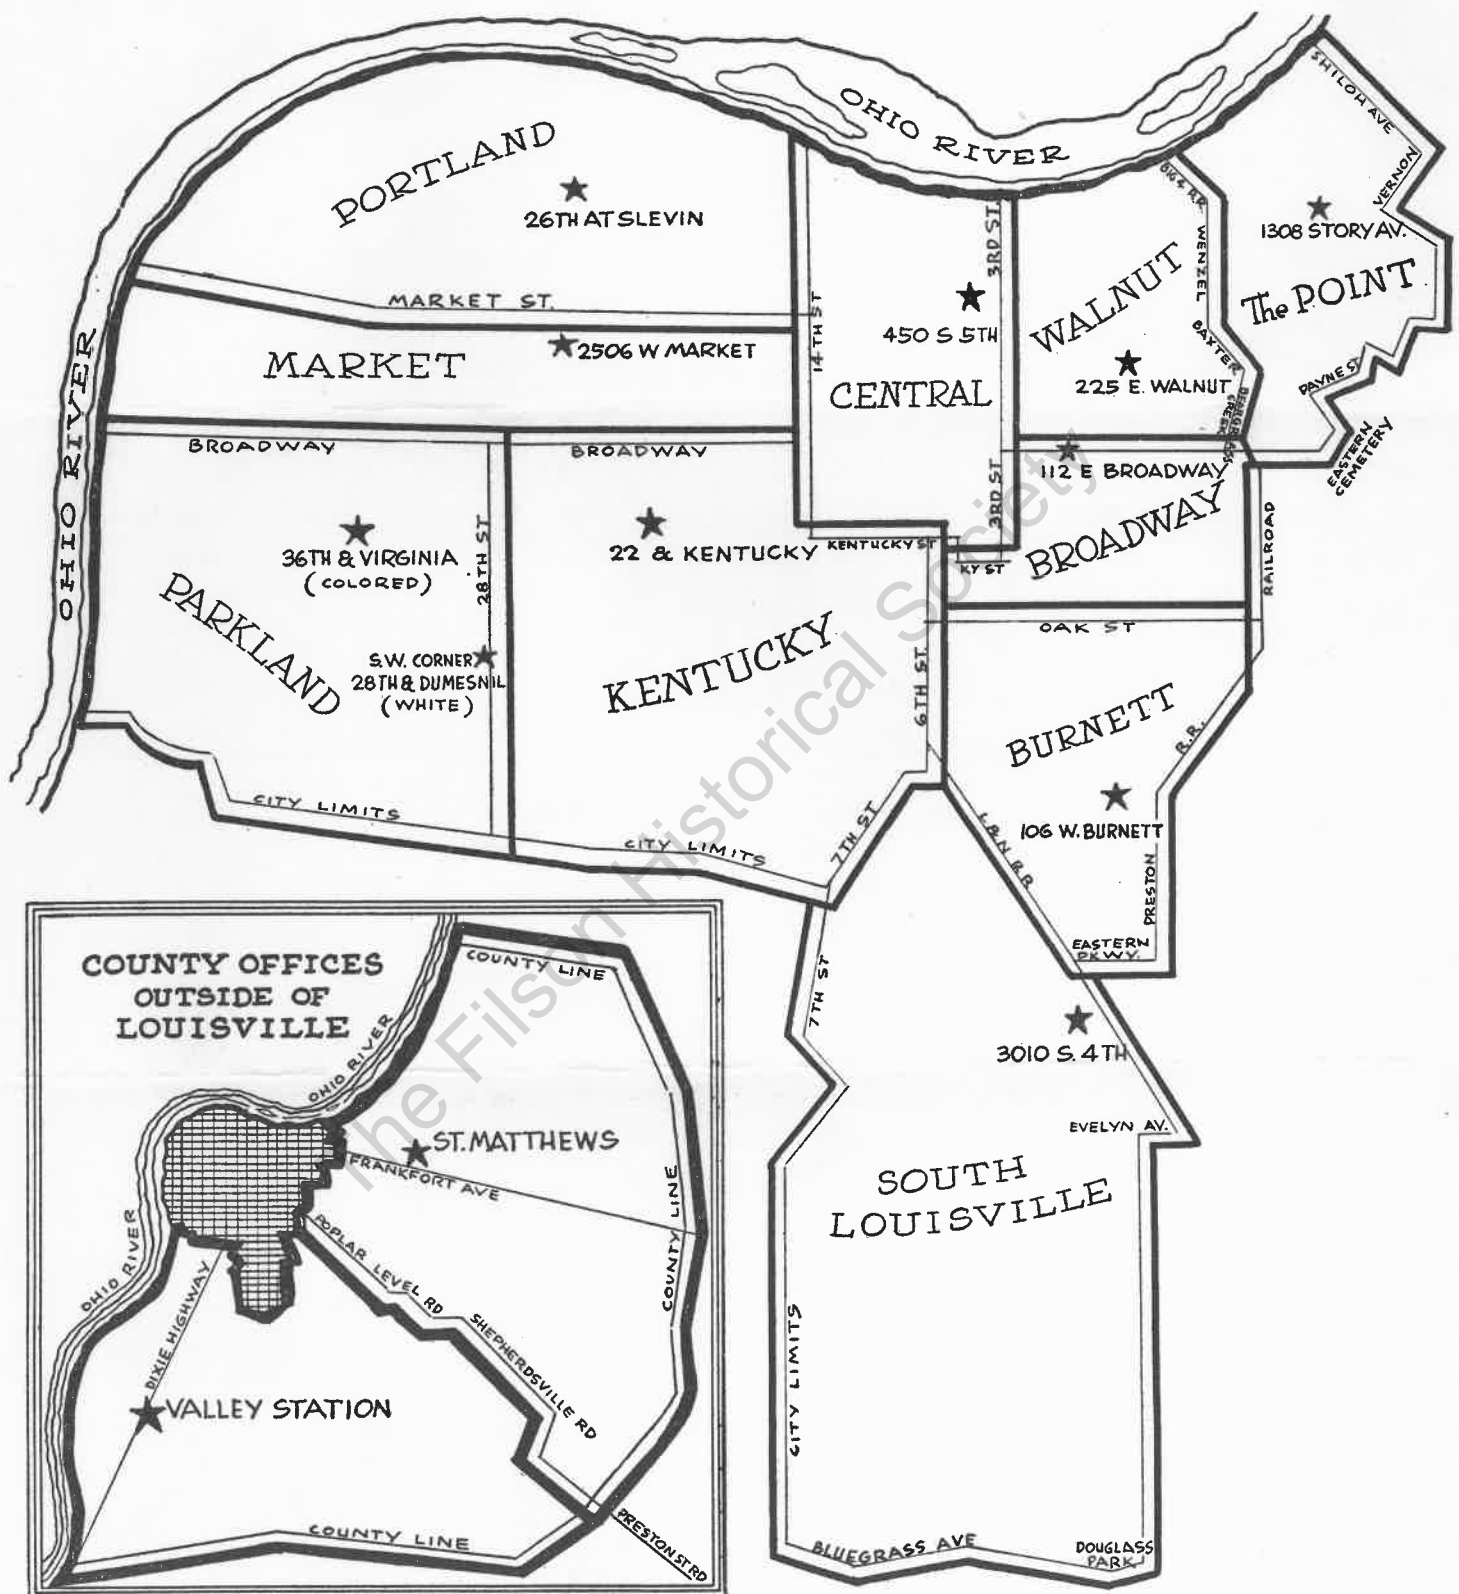 OHIO RIVER
SHILOH AVE
VERNON
PORTLAND
26TH AT SLEVIN
MARKET ST.
14TH ST
3RD ST.
BIG 4 R.R.
WENZEL
BAXTER
BEARGRASS
CREEK
1308 STORY AV.
The POINT
PAYNE ST.
EASTERN
CEMETERY
WALNUT
225 E. WALNUT
450 S 5TH
CENTRAL
MARKET
2506 W MARKET
OHIO RIVER
BROADWAY
BROADWAY
112 E BROADWAY
BROADWAY
3RD ST
KENTUCKY ST
KY ST
RAILROAD
36TH & VIRGINIA
(COLORED)
28TH ST
PARKLAND
S.W. CORNER
28TH & DUMESNIL
(WHITE)
22 & KENTUCKY
KENTUCKY
6TH ST.
OAK ST
BURNETT
R.R.
106 W. BURNETT
L. & N. R R
PRESTON
EASTERN
PKWY.
CITY LIMITS
CITY LIMITS
7TH ST
7TH ST
3010 S. 4TH
EVELYN AV.
SOUTH
LOUISVILLE
CITY LIMITS
BLUEGRASS AVE
DOUGLASS
PARK
COUNTY OFFICES
OUTSIDE OF
LOUISVILLE
COUNTY LINE
OHIO RIVER
ST. MATTHEWS
FRANKFORT AVE
COUNTY LINE
OHIO RIVER
POPLAR LEVEL RD
SHEPHERDSVILLE RD
DIXIE HIGHWAY
VALLEY STATION
COUNTY LINE
PRESTON ST RD
The Filson Historical Society